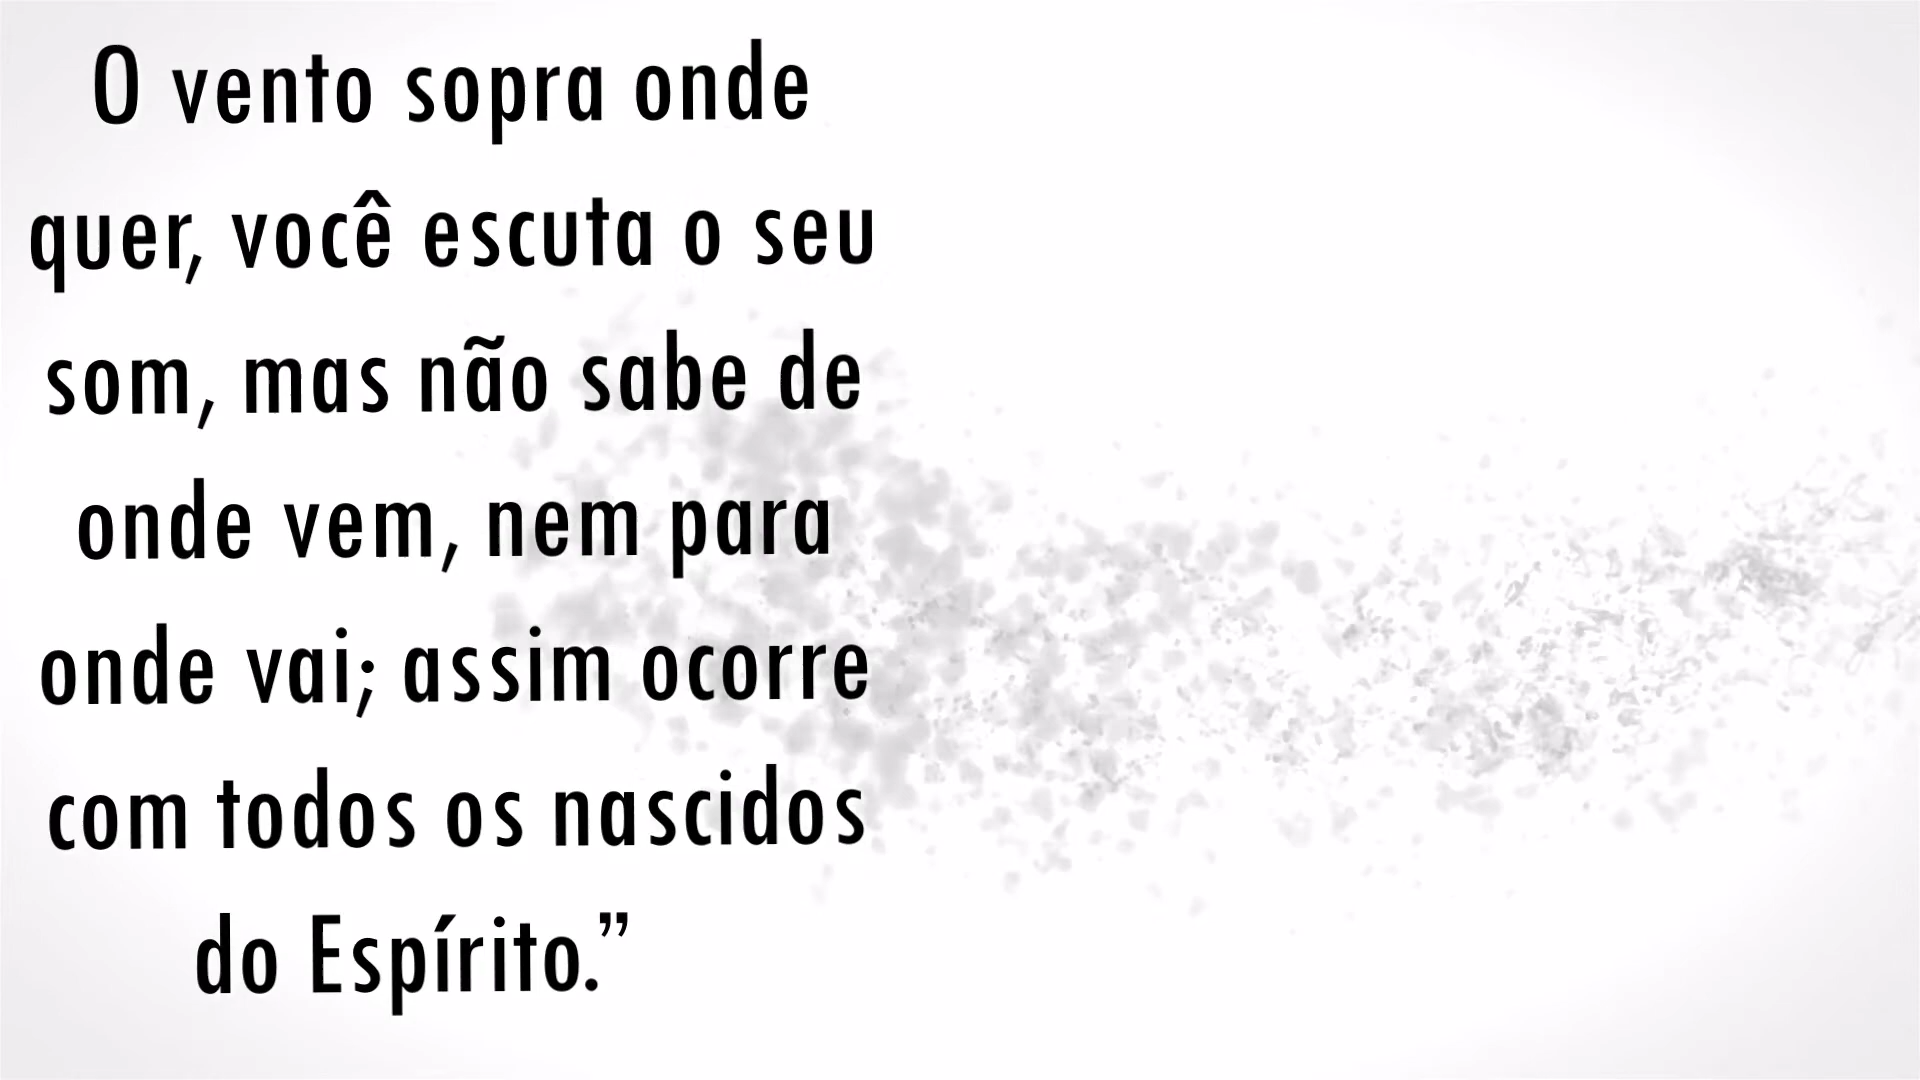 O vento sopra onde
quer, você escuta o seu
som, mas não sabe de
onde vem, nem para
onde vai; assim ocorre
com todos os nascidos
do Espírito.”